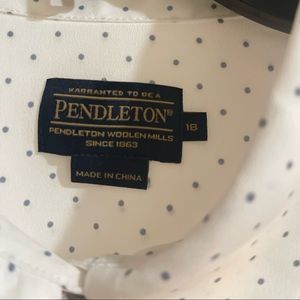 WARRANTED TO BE A
PENDLETON®
PENDLETON WOOLEN MILLS
SINCE 1863
18
MADE IN CHINA